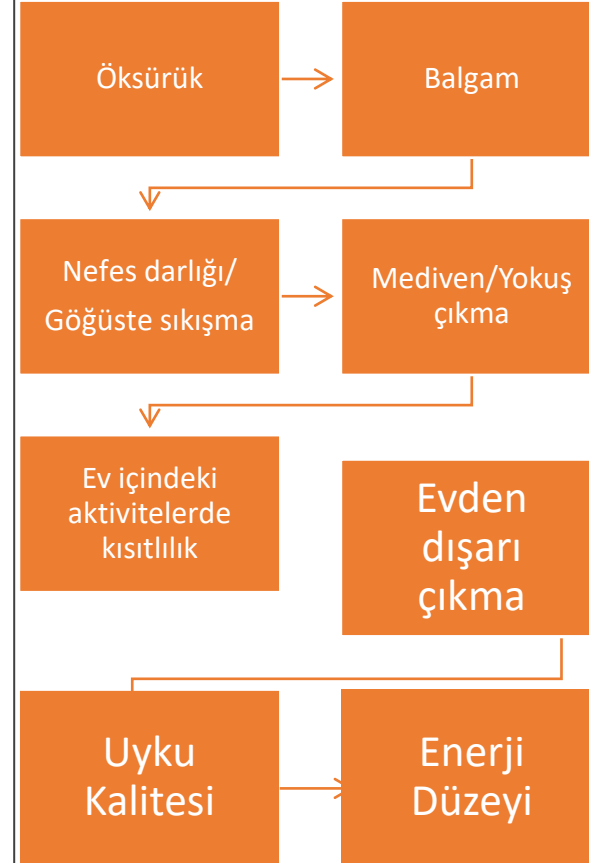 Öksürük
Balgam
Nefes darlığı/
Göğüste sıkışma
Mediven/Yokuş
çıkma
Ev içindeki
aktivitelerde
kısıtlılık
Evden
dışarı
çıkma
Uyku
Kalitesi
Enerji
Düzeyi